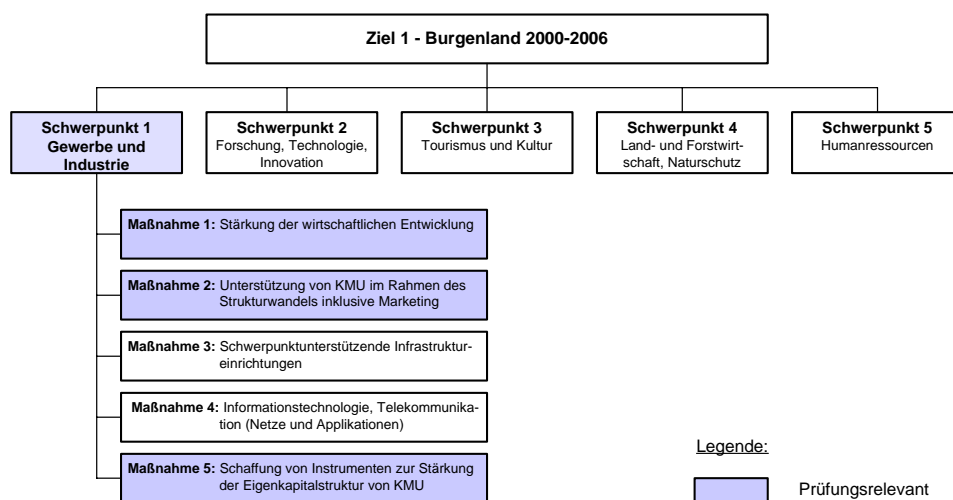 Ziel 1 - Burgenland 2000-2006
Schwerpunkt 1
Gewerbe und
Industrie
Schwerpunkt 2
Forschung, Technologie,
Innovation
Schwerpunkt 3
Tourismus und Kultur
Schwerpunkt 4
Land- und Forstwirt-
schaft, Naturschutz
Schwerpunkt 5
Humanressourcen
Maßnahme 1: Stärkung der wirtschaftlichen Entwicklung
Maßnahme 2: Unterstützung von KMU im Rahmen des
Strukturwandels inklusive Marketing
Maßnahme 3: Schwerpunktunterstützende Infrastruktur-
einrichtungen
Maßnahme 4: Informationstechnologie, Telekommunika-
tion (Netze und Applikationen)
Maßnahme 5: Schaffung von Instrumenten zur Stärkung
der Eigenkapitalstruktur von KMU
Legende:
Prüfungsrelevant